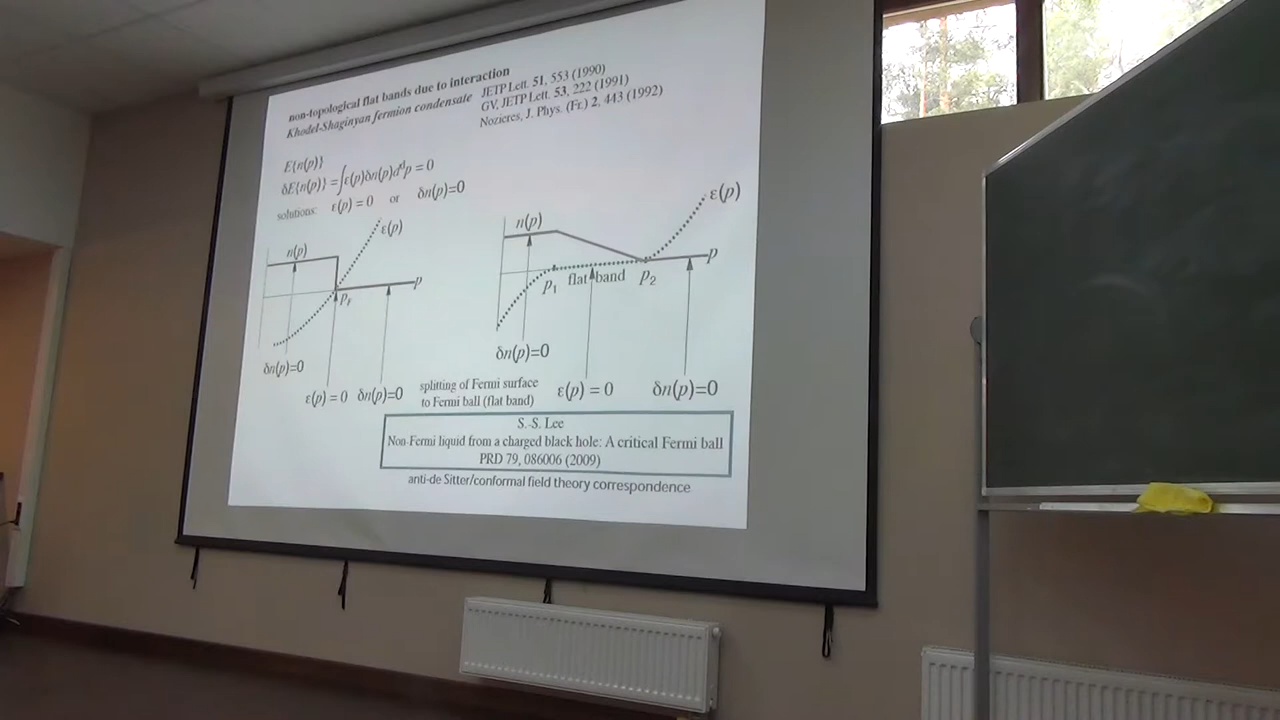 non-topological flat bands due to interaction
Khodel-Shaginyan fermion condensate
JETP Lett. 51, 553 (1990)
GV, JETP Lett. 53, 222 (1991)
Nozieres, J. Phys. (Fr.) 2, 443 (1992)
E{n(p)}
δE{n(p)} = ∫ε(p)δn(p)dᵈp = 0
solutions: ε(p) = 0 or δn(p)=0
n(p)
ε(p)
p
p_F
δn(p)=0
ε(p) = 0
δn(p)=0
n(p)
ε(p)
p
p₁
flat band
p₂
δn(p)=0
ε(p) = 0
δn(p)=0
splitting of Fermi surface
to Fermi ball (flat band)
S.-S. Lee
Non-Fermi liquid from a charged black hole: A critical Fermi ball
PRD 79, 086006 (2009)
anti-de Sitter/conformal field theory correspondence